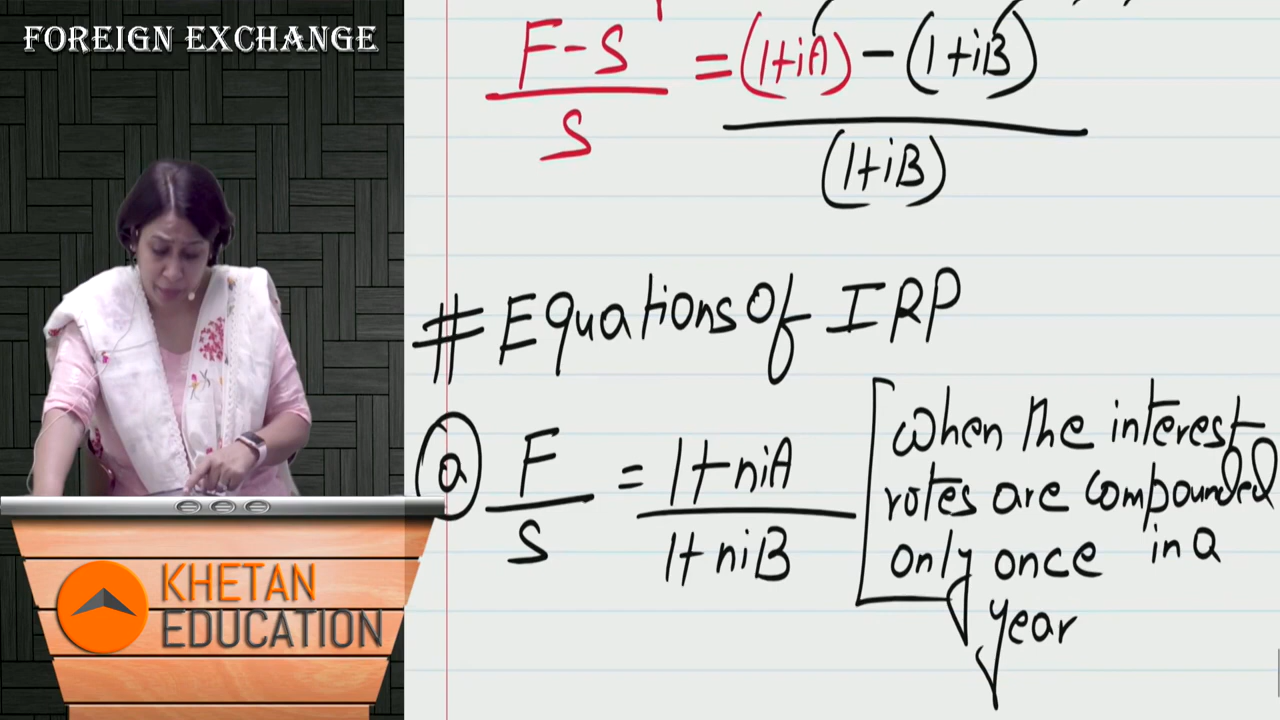 FOREIGN EXCHANGE
F-S
S
= (1+iA) - (1+iB)
(1+iB)
# Equations Of IRP
(a) F
S
= 1+niA
1+niB
[When the interest
rates are compounded
only once in a
year
KHETAN
EDUCATION